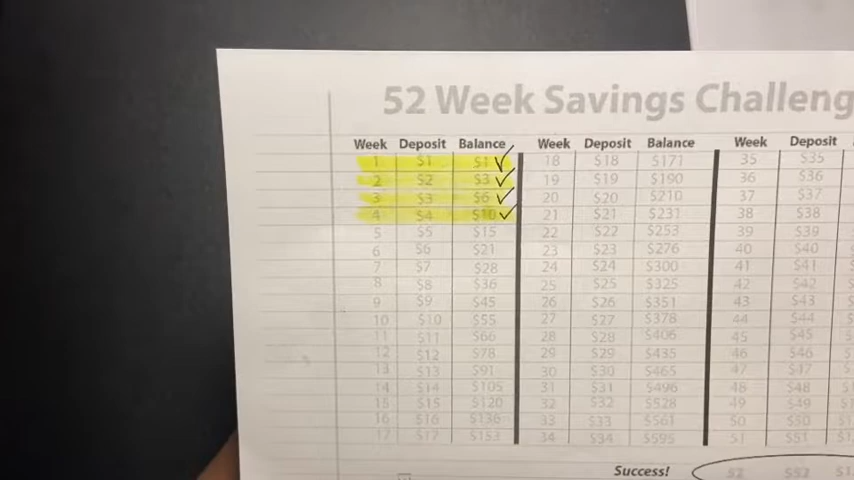 52 Week Savings Challeng
Week Deposit Balance Week Deposit Balance Week Deposit
1 $1 $1 18 $18 $171 35 $35
2 $2 $3 19 $19 $190 36 $36
3 $3 $6 20 $20 $210 37 $37
4 $4 $10 21 $21 $231 38 $38
5 $5 $15 22 $22 $253 39 $39
6 $6 $21 23 $23 $276 40 $40
7 $7 $28 24 $24 $300 41 $41
8 $8 $36 25 $25 $325 42 $42
9 $9 $45 26 $26 $351 43 $43
10 $10 $55 27 $27 $378 44 $44
11 $11 $66 28 $28 $406 45 $45
12 $12 $78 29 $29 $435 46 $46
13 $13 $91 30 $30 $465 47 $47
14 $14 $105 31 $31 $496 48 $48
15 $15 $120 32 $32 $528 49 $49
16 $16 $136 33 $33 $561 50 $50
17 $17 $153 34 $34 $595 51 $51
Success! $52